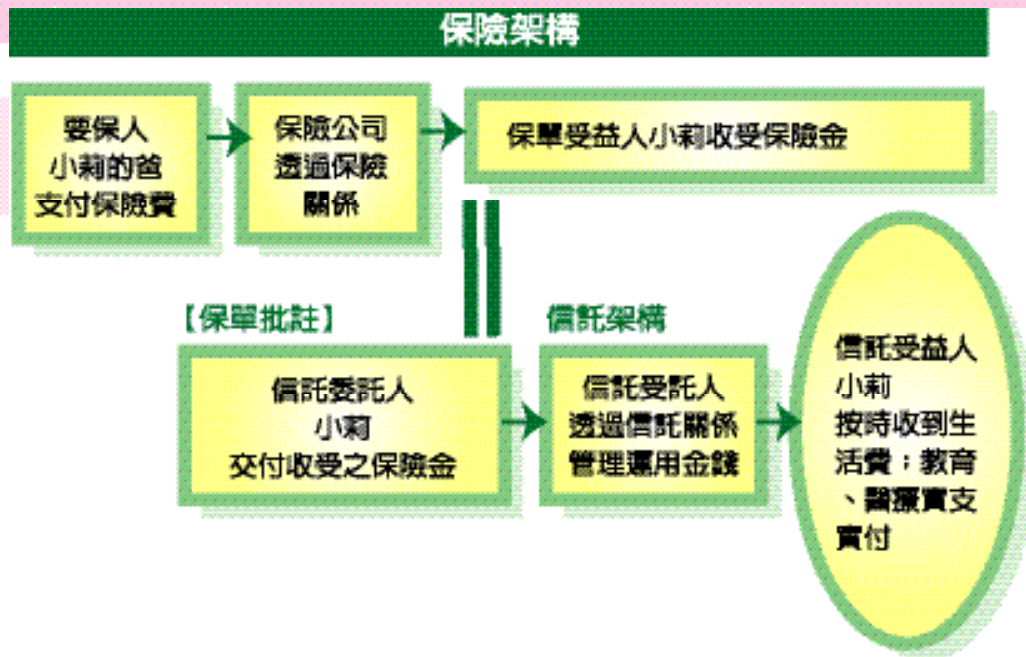 保險架構
要保人
小莉的爸
支付保險費
保險公司
透過保險
關係
保單受益人小莉收受保險金
【保單批註】
信託架構
信託委託人
小莉
交付收受之保險金
信託受託人
透過信託關係
管理運用金錢
信託受益人
小莉
按時收到生
活費；教育
、醫療實支
實付